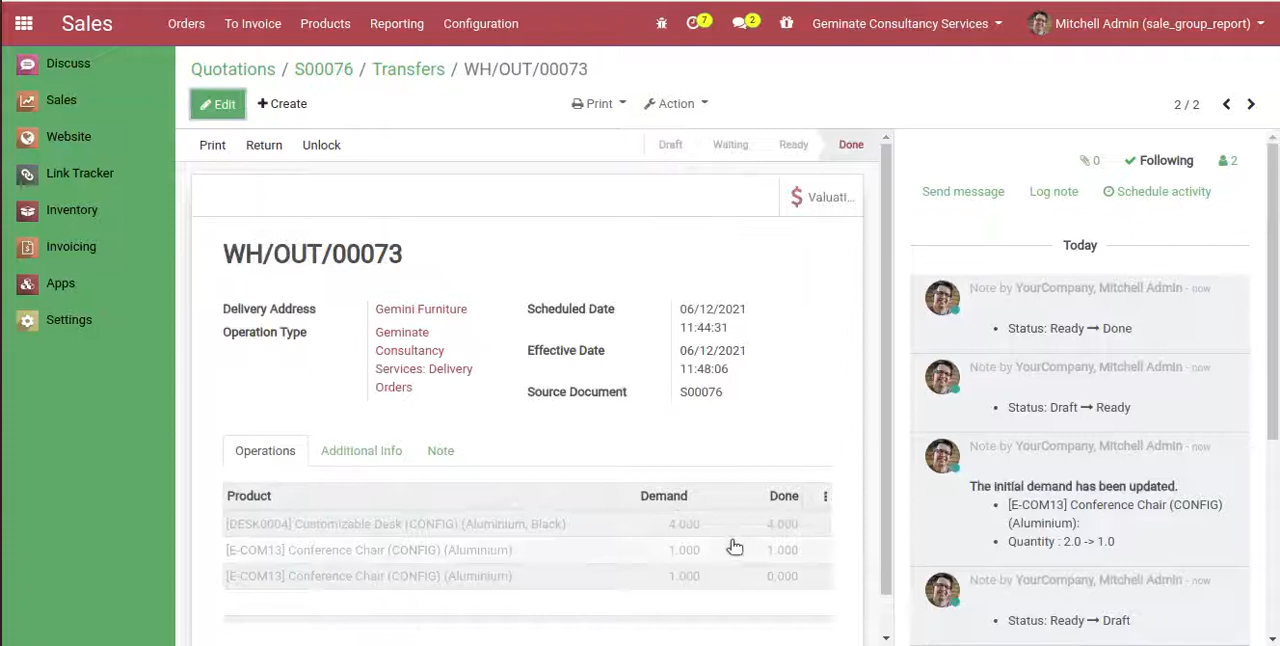 Sales Orders To Invoice Products Reporting Configuration 7 2 Geminate Consultancy Services Mitchell Admin (sale_group_report)
Discuss
Sales
Website
Link Tracker
Inventory
Invoicing
Apps
Settings
Quotations / S00076 / Transfers / WH/OUT/00073
Edit + Create Print Action 2 / 2
Print Return Unlock Draft Waiting Ready Done
$ Valuati...
WH/OUT/00073
Delivery Address Gemini Furniture
Operation Type Geminate
Consultancy
Services: Delivery
Orders
Scheduled Date 06/12/2021
11:44:31
Effective Date 06/12/2021
11:48:06
Source Document S00076
Operations Additional Info Note
Product Demand Done
[DESK0004] Customizable Desk (CONFIG) (Aluminium, Black) 4.000 4.000
[E-COM13] Conference Chair (CONFIG) (Aluminium) 1.000 1.000
[E-COM13] Conference Chair (CONFIG) (Aluminium) 1.000 0.000
0 Following 2
Send message Log note Schedule activity
Today
Note by YourCompany, Mitchell Admin - now
• Status: Ready → Done
Note by YourCompany, Mitchell Admin - now
• Status: Draft → Ready
Note by YourCompany, Mitchell Admin - now
The initial demand has been updated.
• [E-COM13] Conference Chair (CONFIG)
(Aluminium):
• Quantity : 2.0 -> 1.0
Note by YourCompany, Mitchell Admin - now
• Status: Ready → Draft